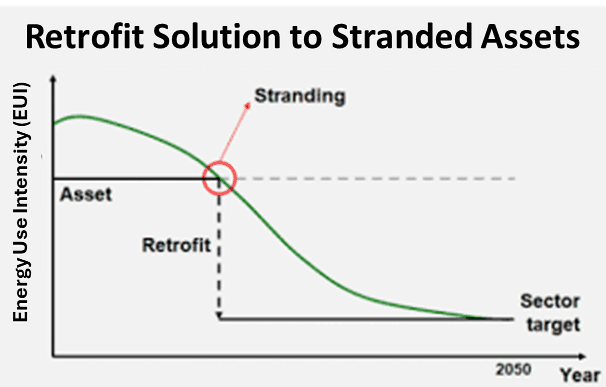 Retrofit Solution to Stranded Assets
Energy Use Intensity (EUI)
Stranding
Asset
Retrofit
Sector
target
2050
Year